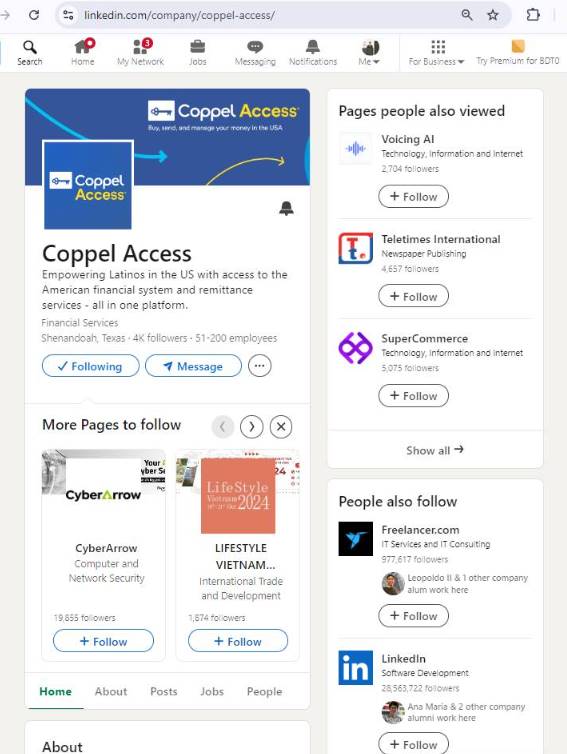 linkedin.com/company/coppel-access/
Search
Home
3
My Network
Jobs
Messaging
Notifications
Me
For Business
Try Premium for BDT0
Coppel Access
Buy, send, and manage your money in the USA
Coppel
Access
Coppel Access
Empowering Latinos in the US with access to the
American financial system and remittance
services - all in one platform.
Financial Services
Shenandoah, Texas · 4K followers · 51-200 employees
Following
Message
More Pages to follow
Your
CyberArrow
CyberArrow
Computer and
Network Security
19,855 followers
+ Follow
LifeStyle
Vietnam 2024
LIFESTYLE
VIETNAM...
International Trade
and Development
1,874 followers
+ Follow
Home
About
Posts
Jobs
People
About
Pages people also viewed
Voicing AI
Technology, Information and Internet
2,704 followers
+ Follow
Teletimes International
Newspaper Publishing
4,657 followers
+ Follow
SuperCommerce
Technology, Information and Internet
5,075 followers
+ Follow
Show all →
People also follow
Freelancer.com
IT Services and IT Consulting
977,617 followers
Leopoldo II & 1 other company
alum work here
+ Follow
LinkedIn
Software Development
28,563,722 followers
Ana Maria & 2 other company
alumni work here
+ Follow